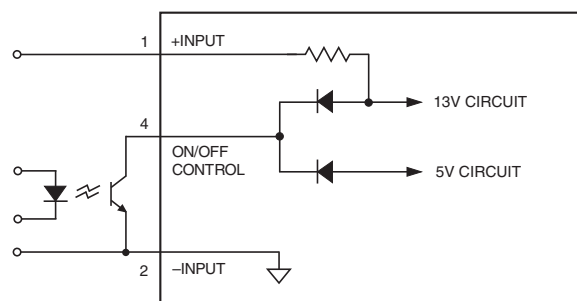 1 +INPUT
13V CIRCUIT
4
ON/OFF
CONTROL
5V CIRCUIT
2 –INPUT